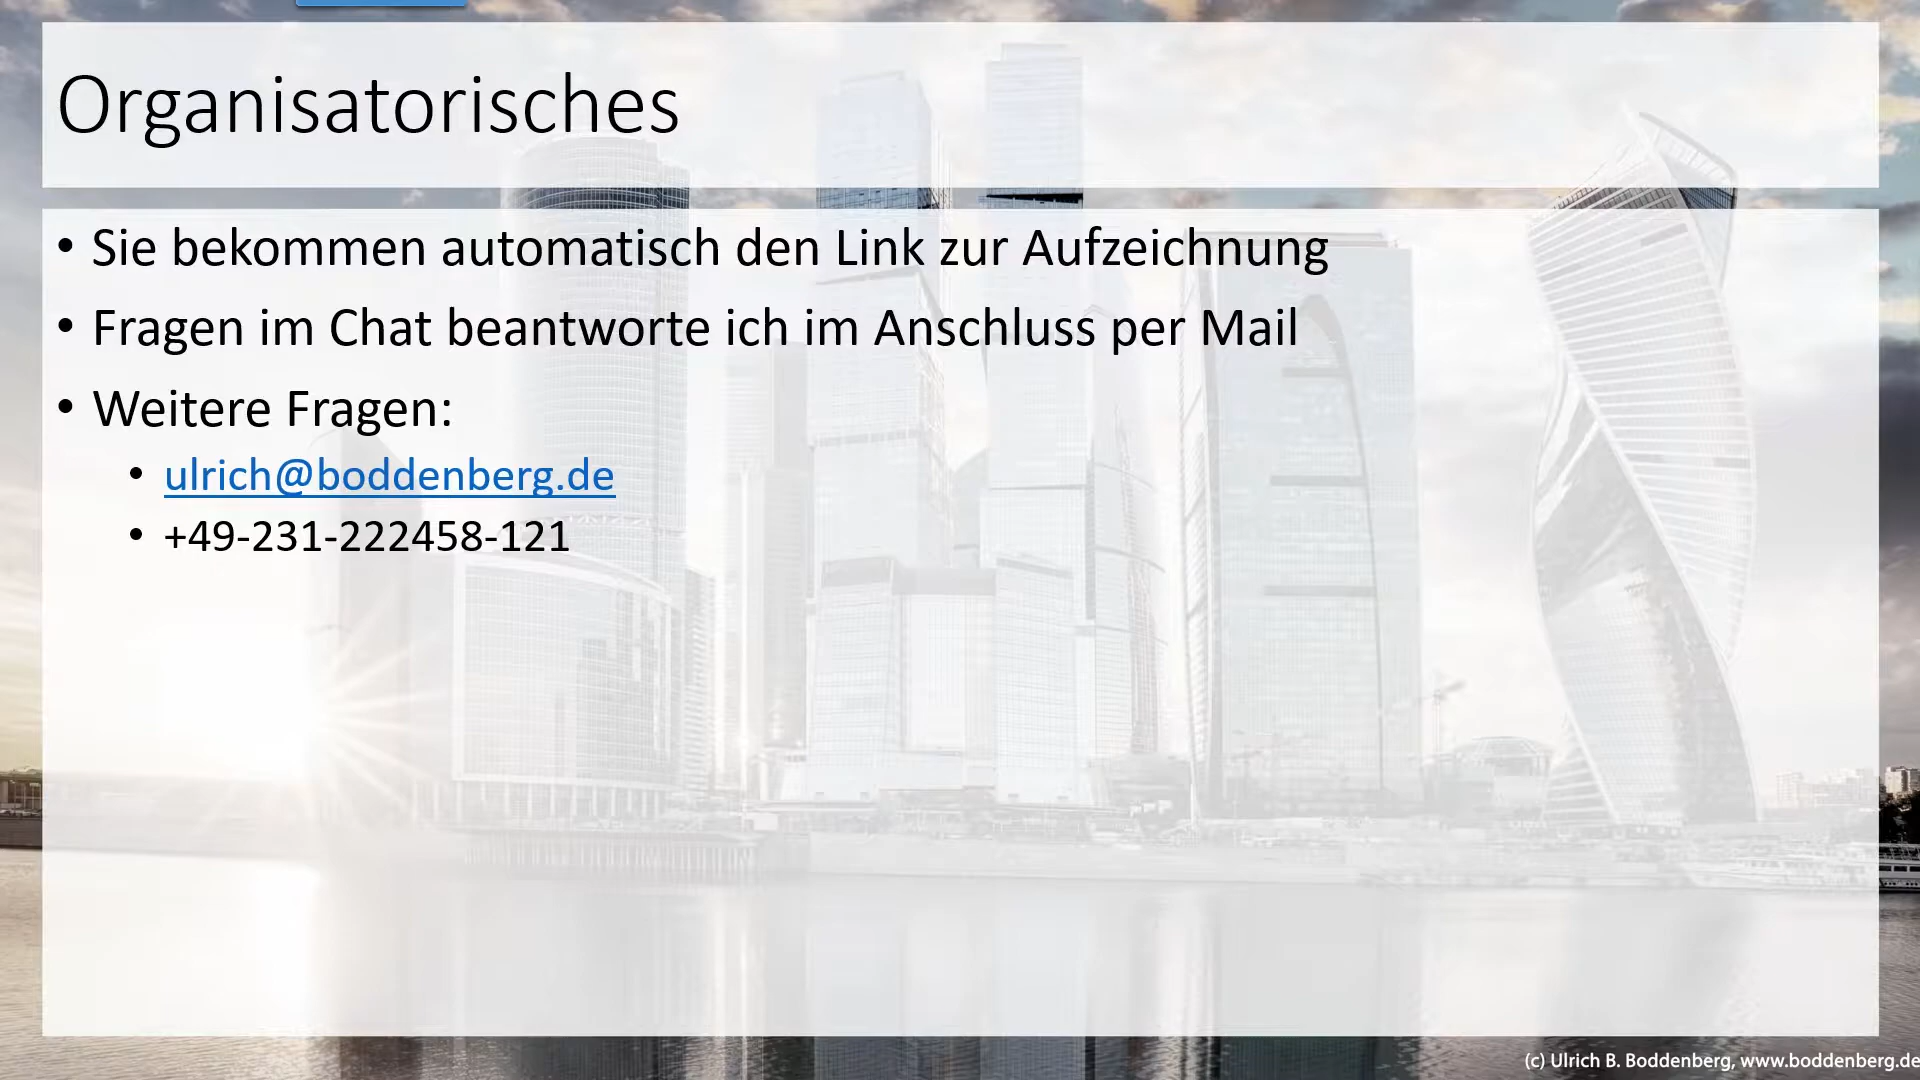 Organisatorisches
• Sie bekommen automatisch den Link zur Aufzeichnung
• Fragen im Chat beantworte ich im Anschluss per Mail
• Weitere Fragen:
• ulrich@boddenberg.de
• +49-231-222458-121
(c) Ulrich B. Boddenberg, www.boddenberg.de